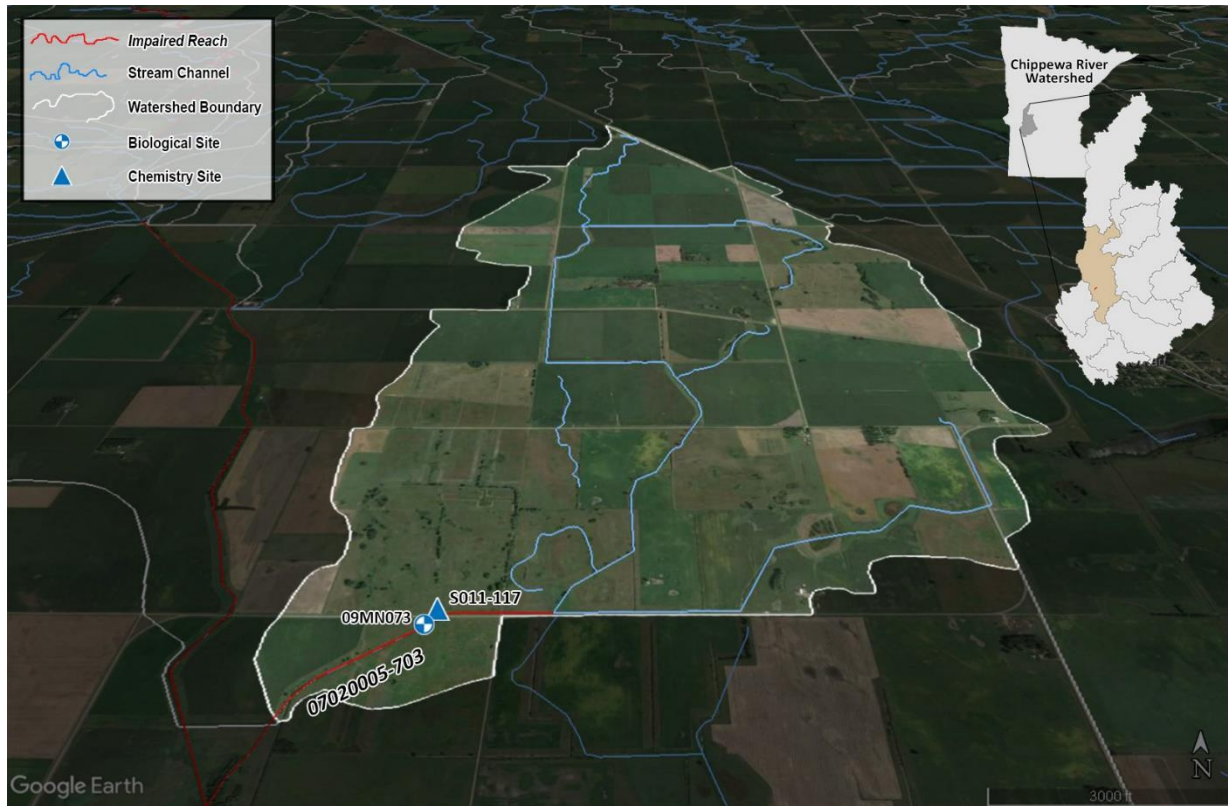 Impaired Reach
Stream Channel
Watershed Boundary
Biological Site
Chemistry Site
Chippewa River
Watershed
S011-117
09MN073
07020005-703
Google Earth
N
3000 ft